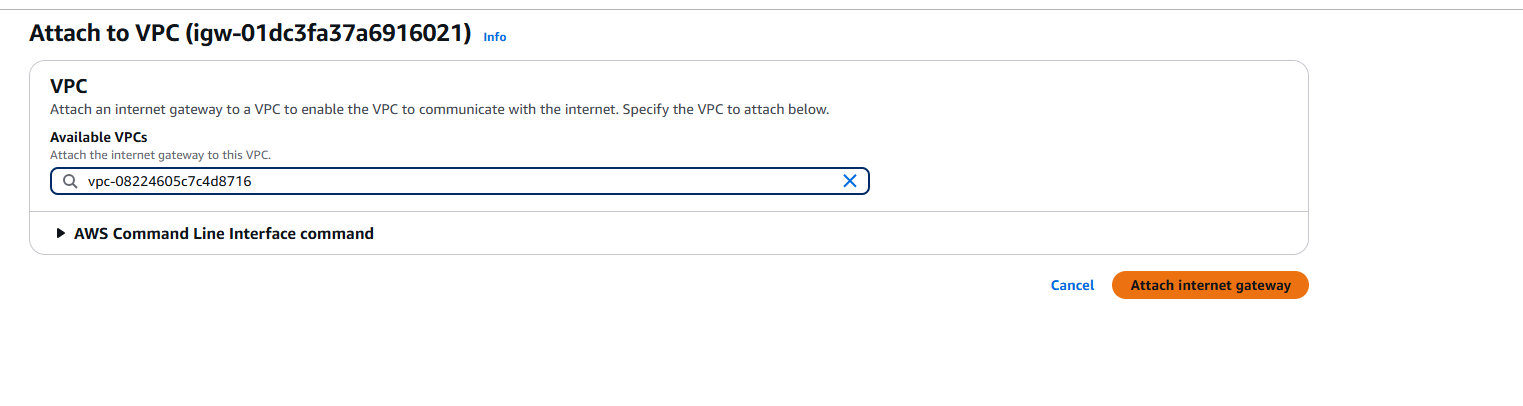 Attach to VPC (igw-01dc3fa37a6916021) Info
VPC
Attach an internet gateway to a VPC to enable the VPC to communicate with the internet. Specify the VPC to attach below.
Available VPCs
Attach the internet gateway to this VPC.
vpc-08224605c7c4d8716
AWS Command Line Interface command
Cancel Attach internet gateway